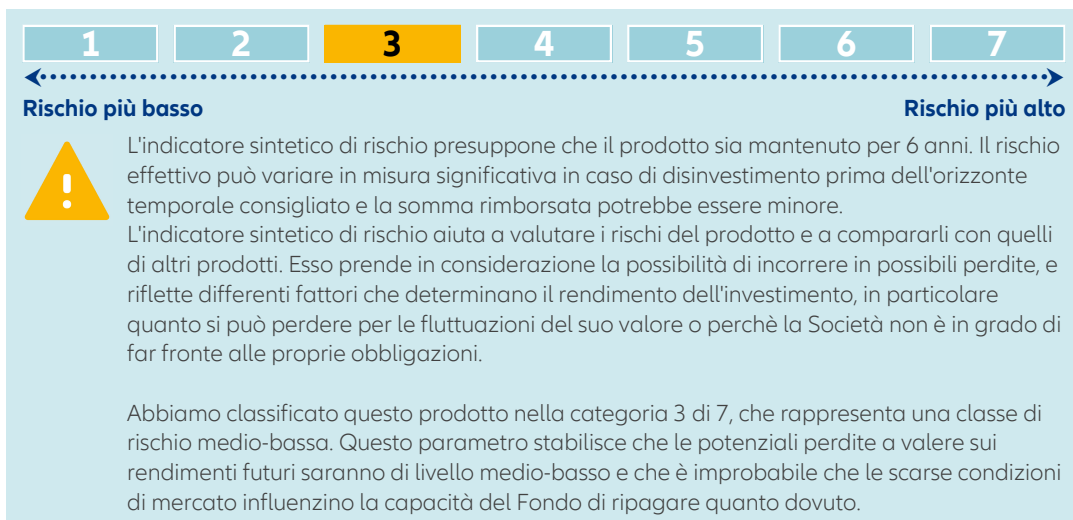 1 2 3 4 5 6 7
Rischio più basso Rischio più alto
L'indicatore sintetico di rischio presuppone che il prodotto sia mantenuto per 6 anni. Il rischio
effettivo può variare in misura significativa in caso di disinvestimento prima dell'orizzonte
temporale consigliato e la somma rimborsata potrebbe essere minore.
L'indicatore sintetico di rischio aiuta a valutare i rischi del prodotto e a compararli con quelli
di altri prodotti. Esso prende in considerazione la possibilità di incorrere in possibili perdite, e
riflette differenti fattori che determinano il rendimento dell'investimento, in particolare
quanto si può perdere per le fluttuazioni del suo valore o perchè la Società non è in grado di
far fronte alle proprie obbligazioni.
Abbiamo classificato questo prodotto nella categoria 3 di 7, che rappresenta una classe di
rischio medio-bassa. Questo parametro stabilisce che le potenziali perdite a valere sui
rendimenti futuri saranno di livello medio-basso e che è improbabile che le scarse condizioni
di mercato influenzino la capacità del Fondo di ripagare quanto dovuto.